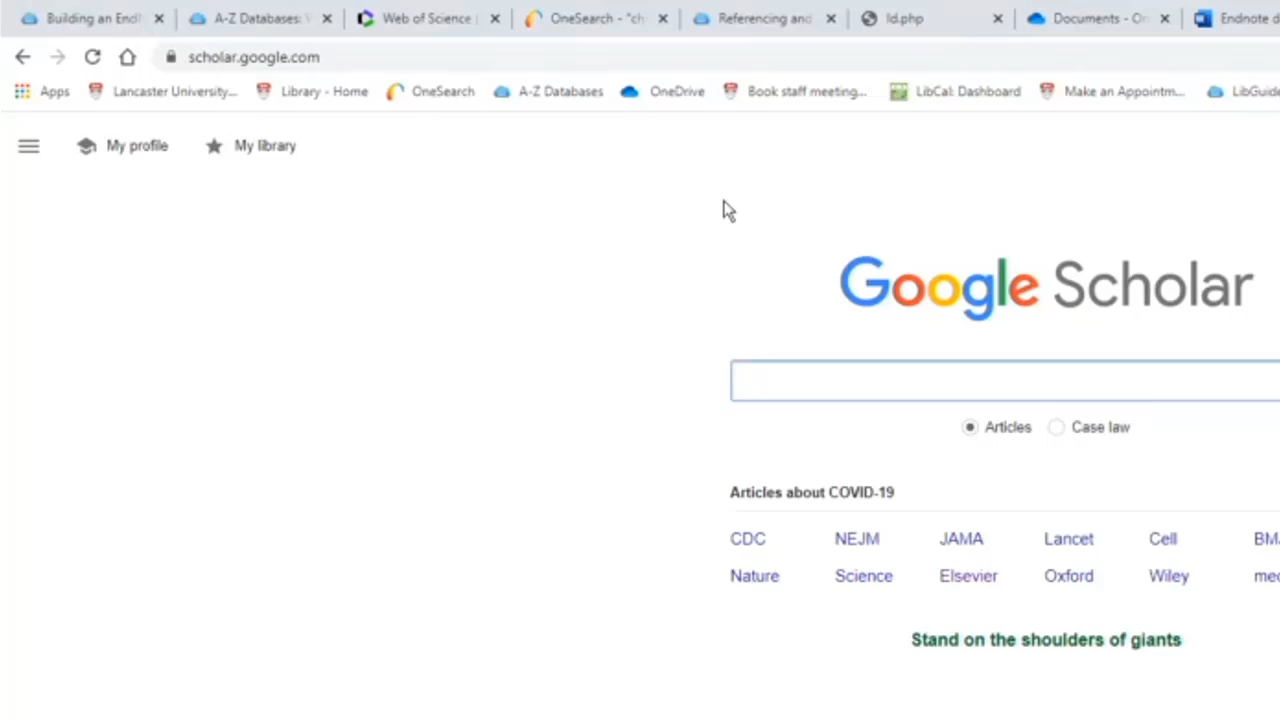 Building an End A-Z Databases: Web of Science OneSearch - "ch Referencing and ld.php Documents - On Endnote d
scholar.google.com
Apps Lancaster University... Library - Home OneSearch A-Z Databases OneDrive Book staff meeting... LibCal: Dashboard Make an Appointm... LibGuide
My profile My library
Google Scholar
Articles Case law
Articles about COVID-19
CDC NEJM JAMA Lancet Cell BM
Nature Science Elsevier Oxford Wiley med
Stand on the shoulders of giants